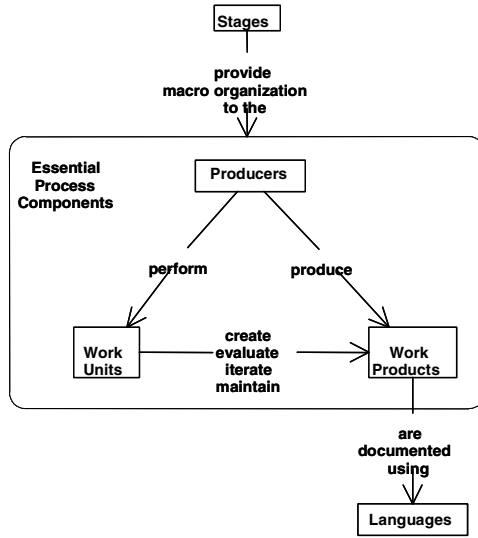 Stages
provide
macro organization
to the
Essential
Process
Components
Producers
perform
produce
Work
Units
create
evaluate
iterate
maintain
Work
Products
are
documented
using
Languages